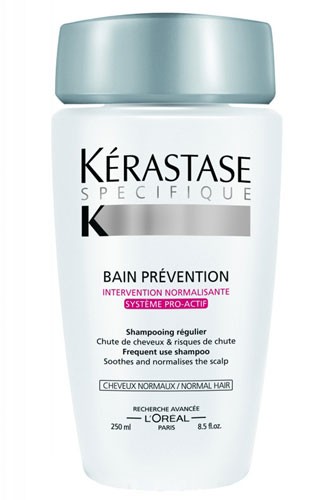 KÉRASTASE
SPECIFIQUE
K
BAIN PRÉVENTION
INTERVENTION NORMALISANTE
SYSTÈME PRO-ACTIF
Shampooing régulier
Chute de cheveux & risques de chute
Frequent use shampoo
Soothes and normalises the scalp
CHEVEUX NORMAUX / NORMAL HAIR
RECHERCHE AVANCÉE
L'ORÉAL
250 ml PARIS 8.5 fl.oz.